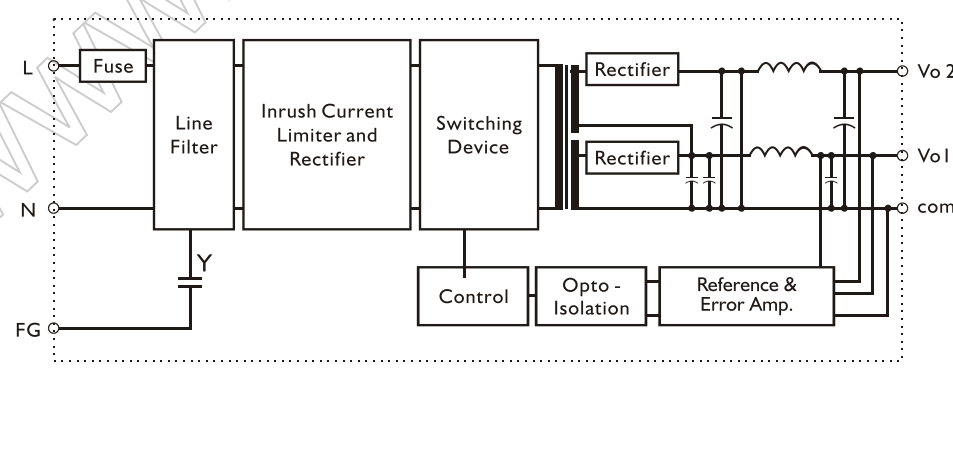 L
Fuse
Line
Filter
Inrush Current
Limiter and
Rectifier
Switching
Device
Rectifier
Vo 2
Rectifier
Vo1
N
com
Y
FG
Control
Opto -
Isolation
Reference &
Error Amp.